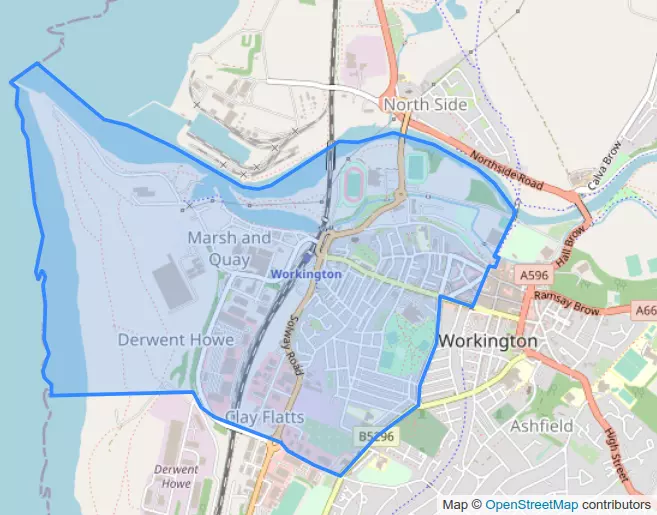 North Side
Northside Road
Calva Brow
Hall Brow
Marsh and
Quay
Workington
A596
Ramsay Brow
A66
Derwent Howe
Solway Road
Workington
Clay Flatts
B5296
Ashfield
High Street
Derwent
Howe
Map © OpenStreetMap contributors